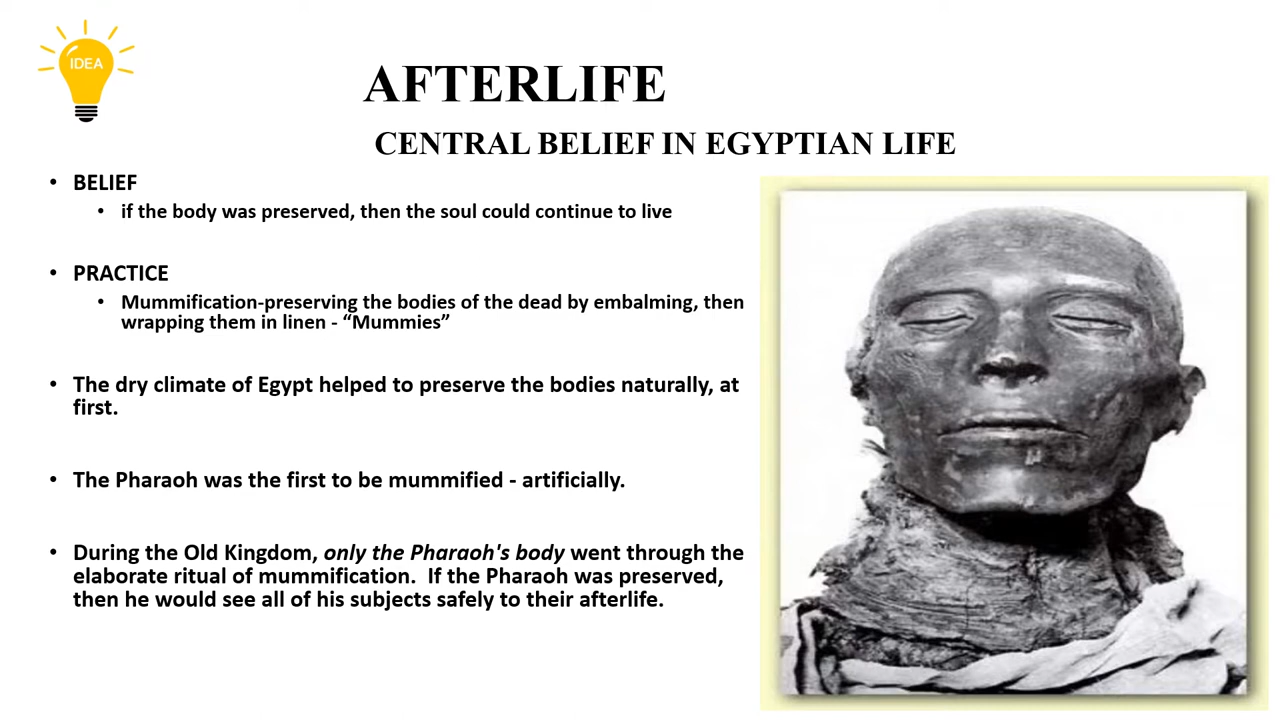 IDEA
AFTERLIFE
CENTRAL BELIEF IN EGYPTIAN LIFE
• BELIEF
• if the body was preserved, then the soul could continue to live
• PRACTICE
• Mummification-preserving the bodies of the dead by embalming, then
wrapping them in linen - “Mummies”
• The dry climate of Egypt helped to preserve the bodies naturally, at
first.
• The Pharaoh was the first to be mummified - artificially.
• During the Old Kingdom, only the Pharaoh's body went through the
elaborate ritual of mummification.  If the Pharaoh was preserved,
then he would see all of his subjects safely to their afterlife.